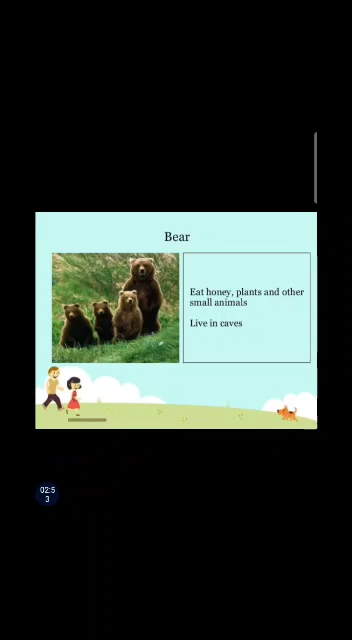 Bear
Eat honey, plants and other
small animals
Live in caves
02:5
3